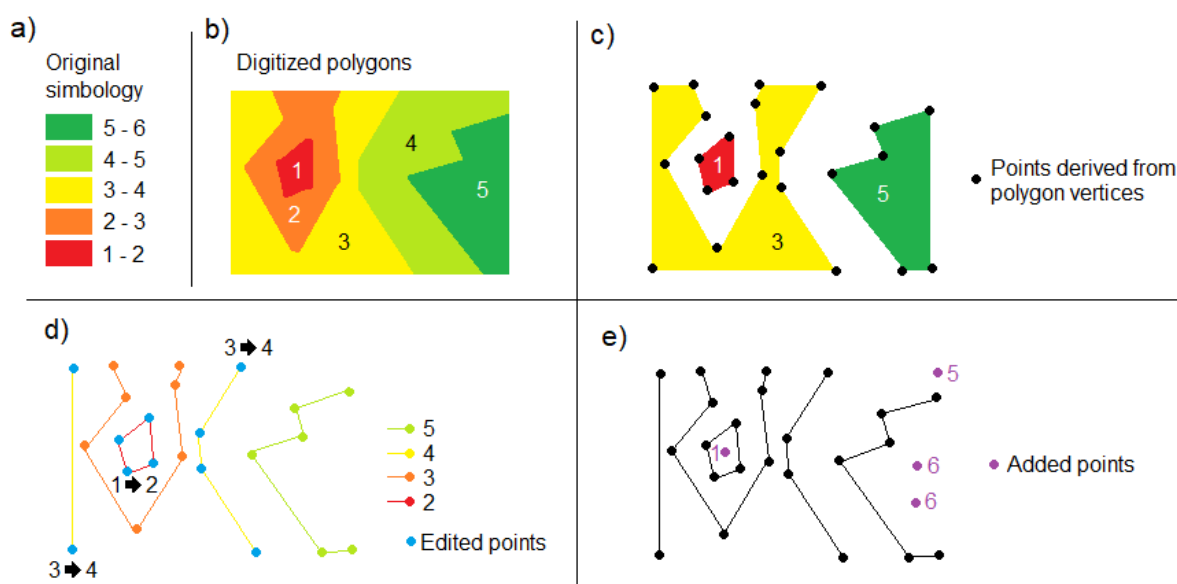 a)
Original
simbology
5 - 6
4 - 5
3 - 4
2 - 3
1 - 2
b)
Digitized polygons
1
2
3
4
5
c)
1
3
5
Points derived from
polygon vertices
d)
3 4
1 2
3 4
5
4
3
2
Edited points
e)
5
1
6
6
Added points